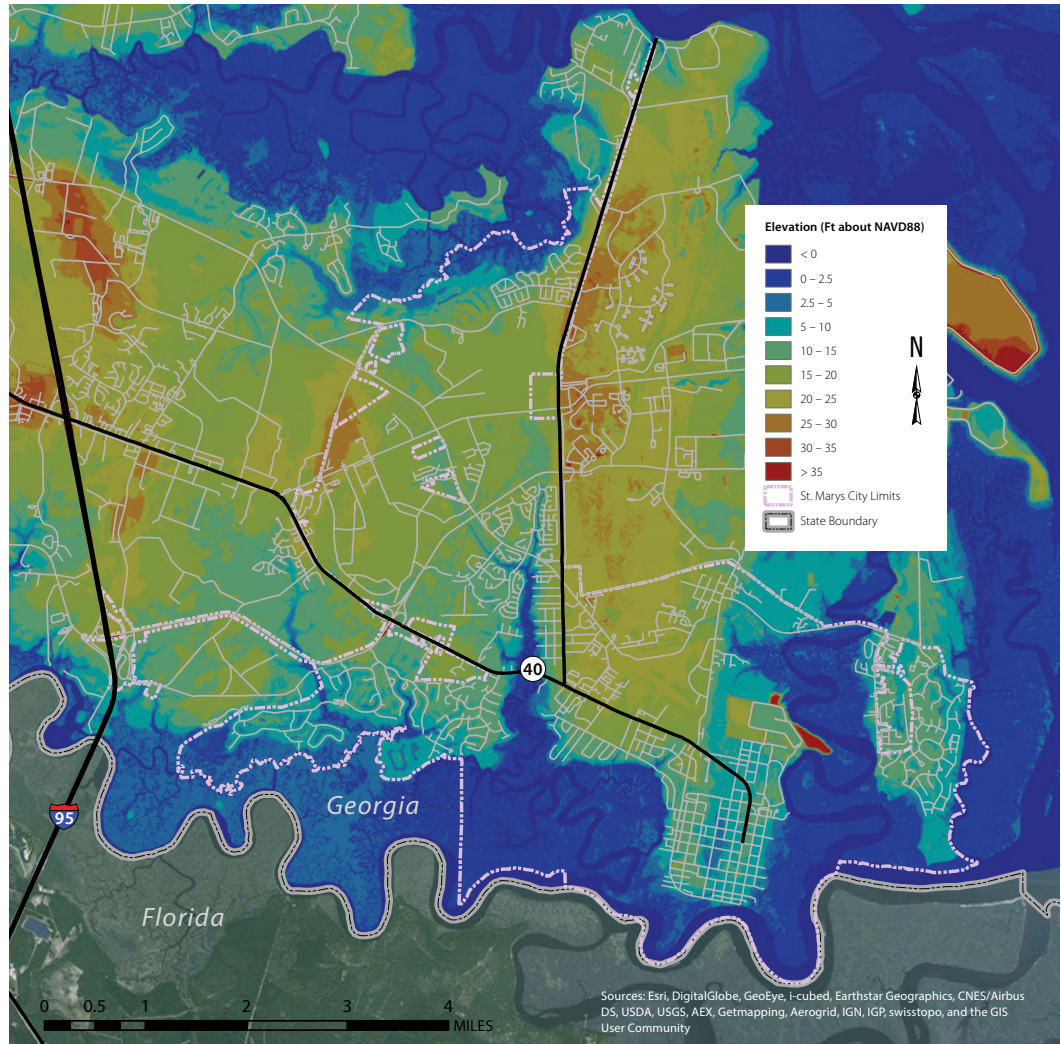 Elevation (Ft about NAVD88)
< 0
0 – 2.5
2.5 – 5
5 – 10
10 – 15
15 – 20
20 – 25
25 – 30
30 – 35
> 35
St. Marys City Limits
State Boundary
N
40
95
Georgia
Florida
0 0.5 1 2 3 4
MILES
Sources: Esri, DigitalGlobe, GeoEye, i-cubed, Earthstar Geographics, CNES/Airbus
DS, USDA, USGS, AEX, Getmapping, Aerogrid, IGN, IGP, swisstopo, and the GIS
User Community